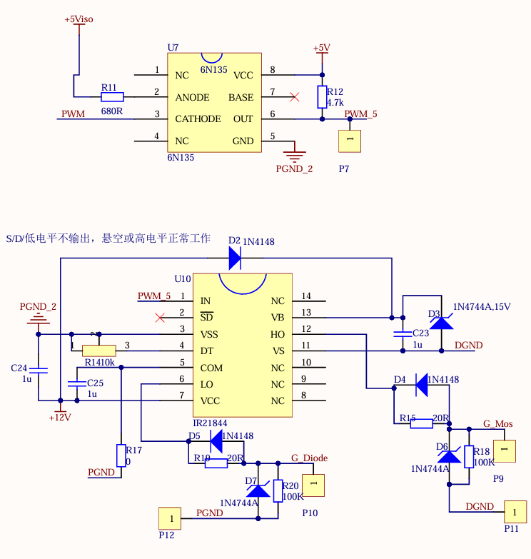 +5Viso
U7
6N135
+5V
1 NC VCC 8
R11
R12
2 ANODE BASE 7
4.7k
680R
PWM
3 CATHODE OUT 6
PWM_5
4 NC GND 5
1
6N135
PGND_2
P7
S/D/低电平不输出，悬空或高电平正常工作
D2 1N4148
U10
PWM_5
1 IN NC 14
2 SD VB 13
PGND_2
D3
1N4744A,15V
3 VSS HO 12
C23
1u
1 2 3
4 DT VS 11
DGND
R14 10k
C24
1u
C25
1u
5 COM NC 10
6 LO NC 9
7 VCC NC 8
D4
1N4148
+12V
IR21844
R15 20R
G_Mos
D5 1N4148
D6
R18
1
R17
0
R19 20R
G_Diode
1N4744A
100K
PGND
D7
R20
1
P9
1N4744A
100K
DGND
1
P10
1
PGND
P11
P12